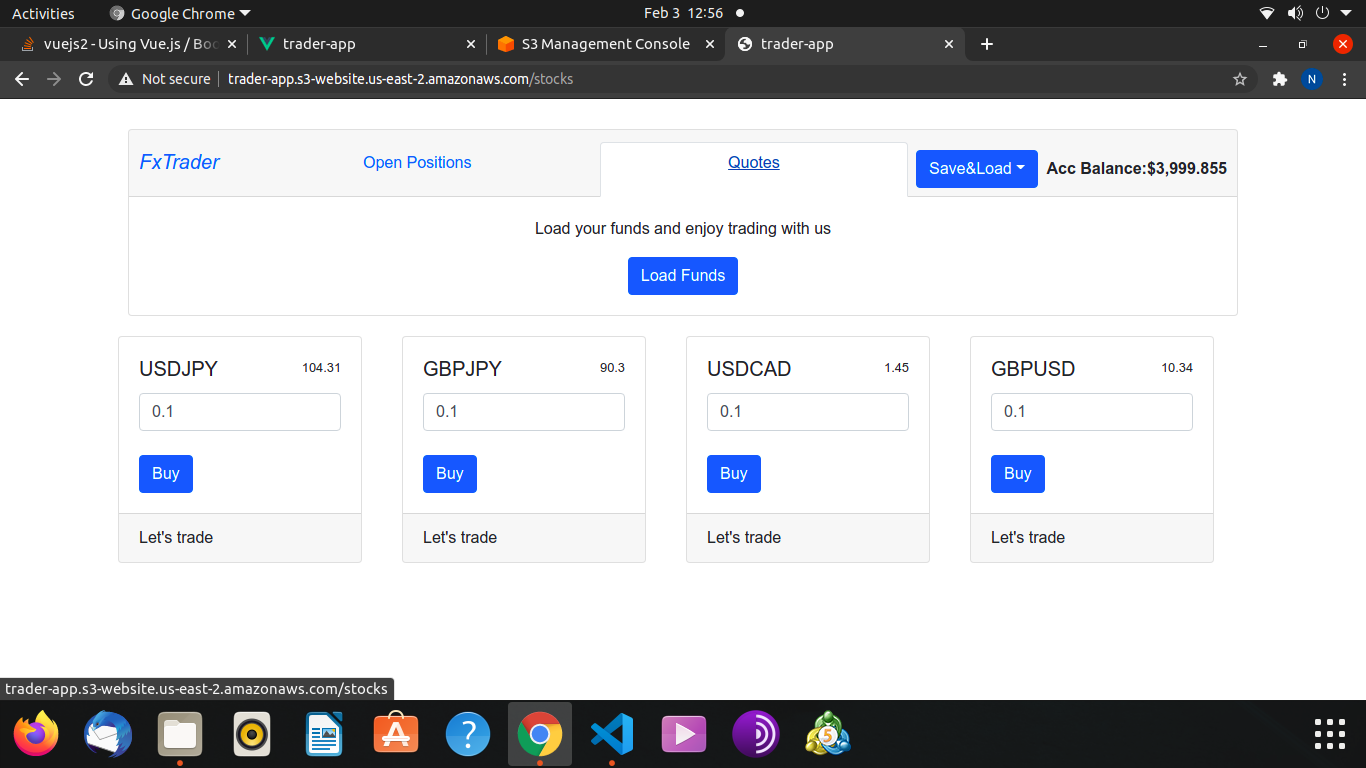 Activities
Google Chrome
Feb 3 12:56
vuejs2 - Using Vue.js / Boo
trader-app
S3 Management Console
trader-app
Not secure
trader-app.s3-website.us-east-2.amazonaws.com/stocks
N
FxTrader
Open Positions
Quotes
Save&Load
Acc Balance:$3,999.855
Load your funds and enjoy trading with us
Load Funds
USDJPY 104.31
0.1
Buy
Let's trade
GBPJPY 90.3
0.1
Buy
Let's trade
USDCAD 1.45
0.1
Buy
Let's trade
GBPUSD 10.34
0.1
Buy
Let's trade
trader-app.s3-website.us-east-2.amazonaws.com/stocks
?
5